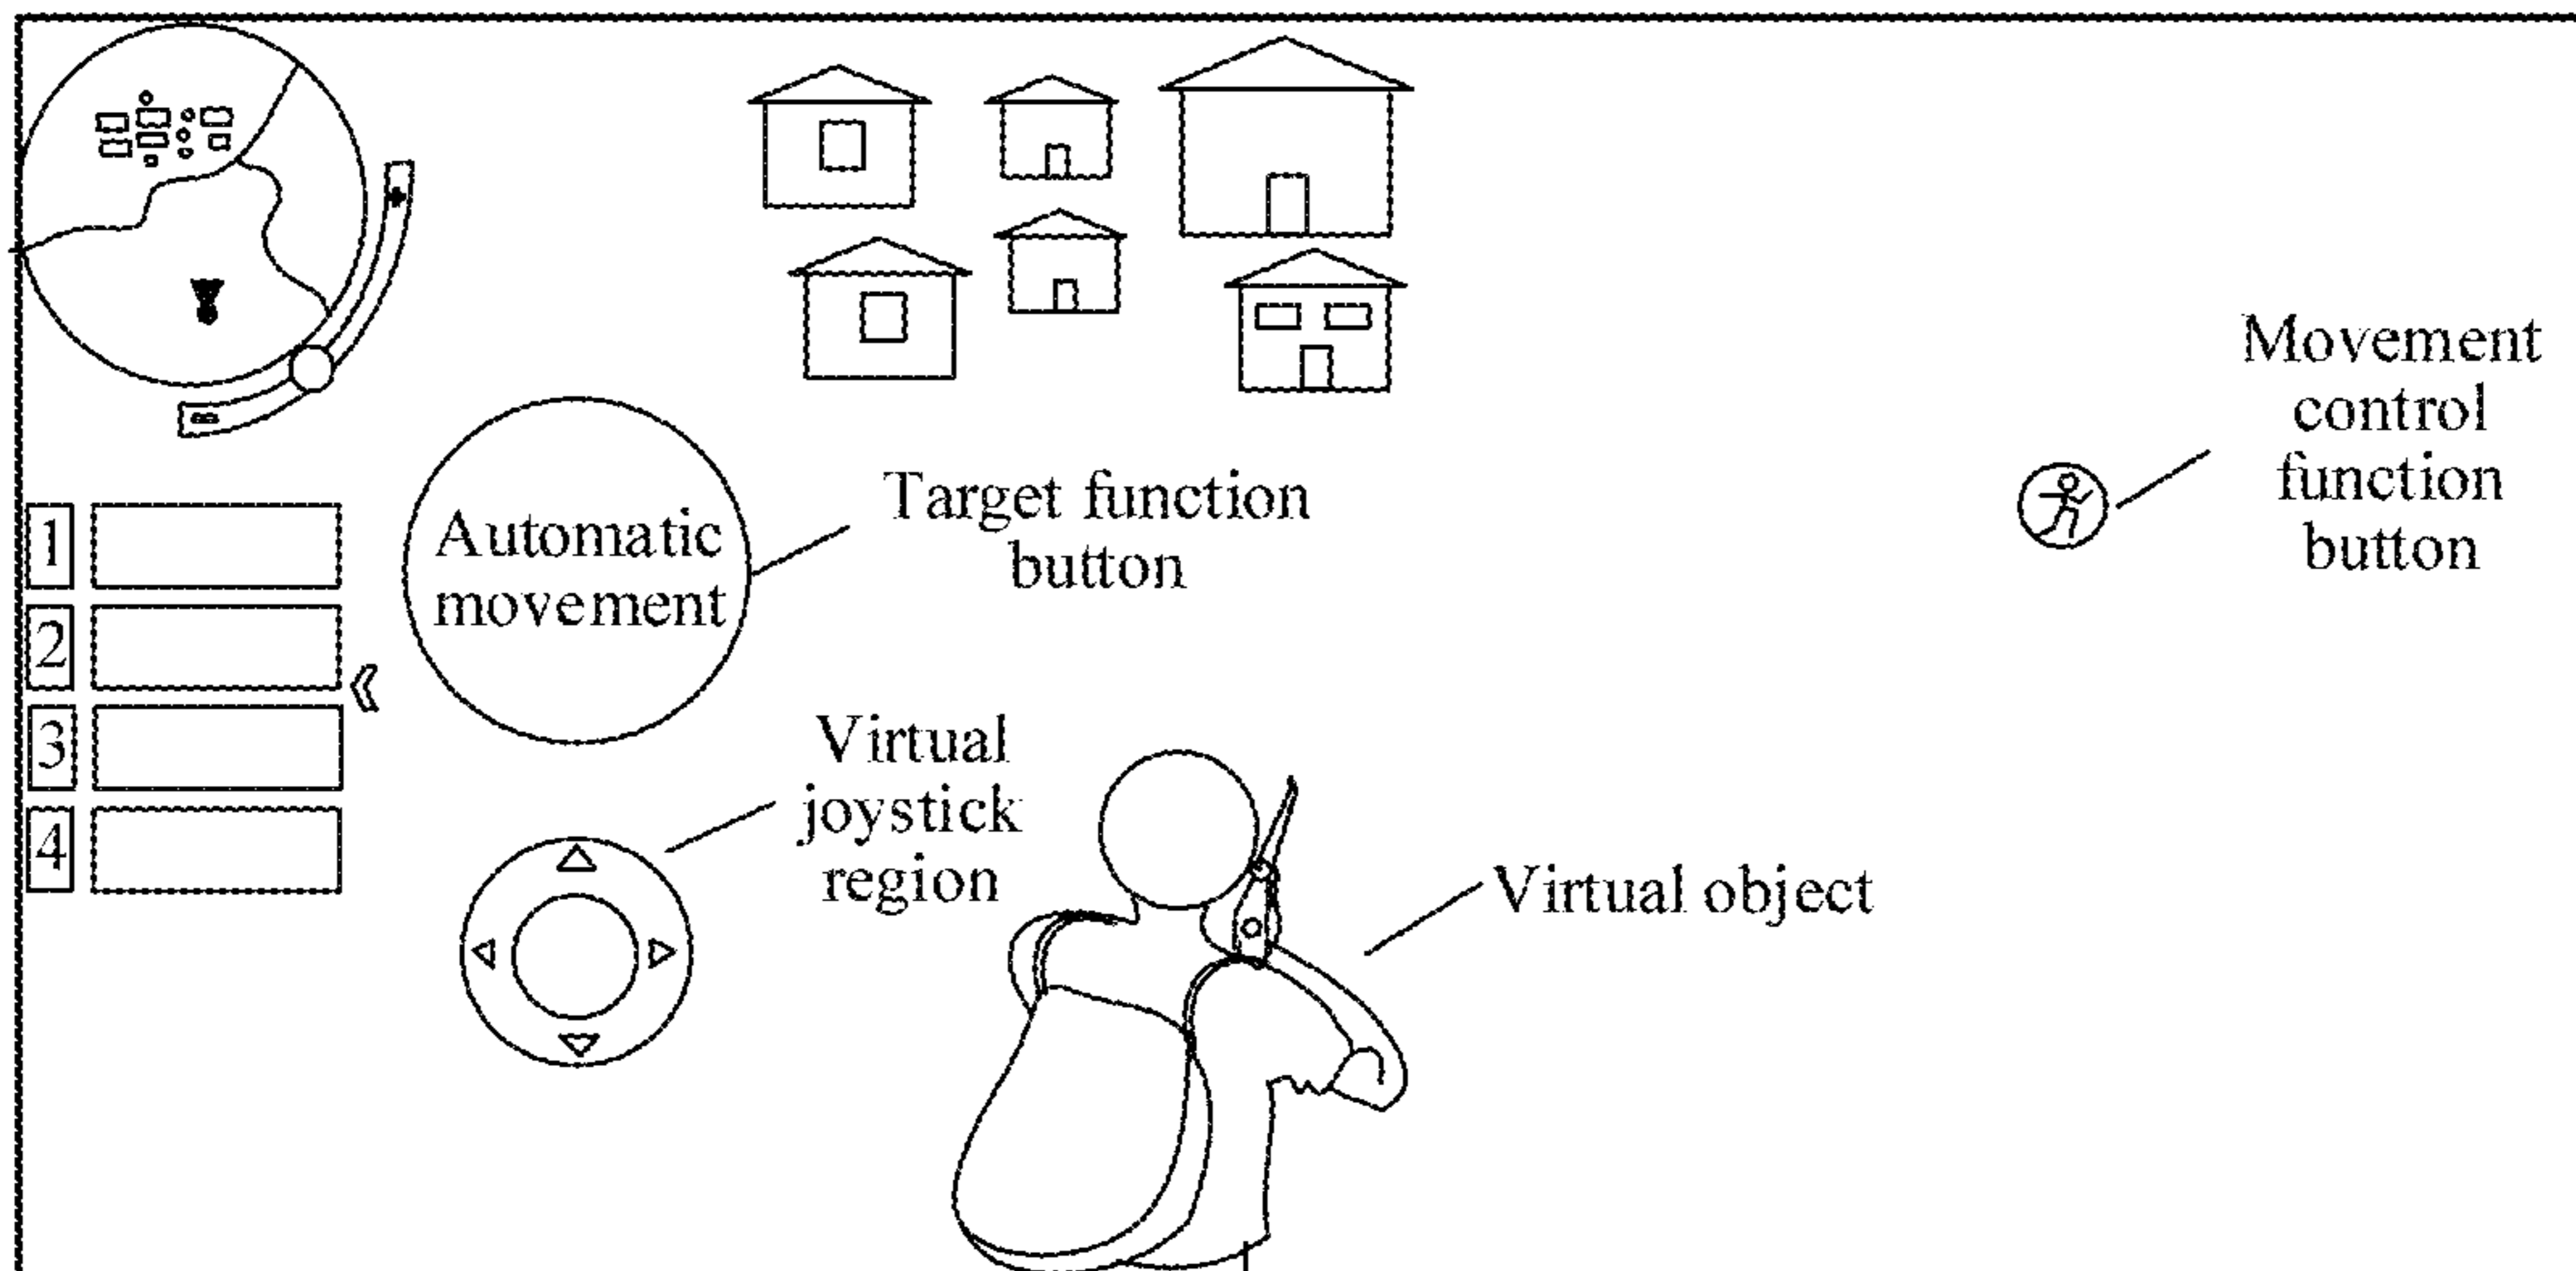 +
-
1
2
3
4
Automatic
movement
Target function
button
Movement
control
function
button
Virtual
joystick
region
Virtual object